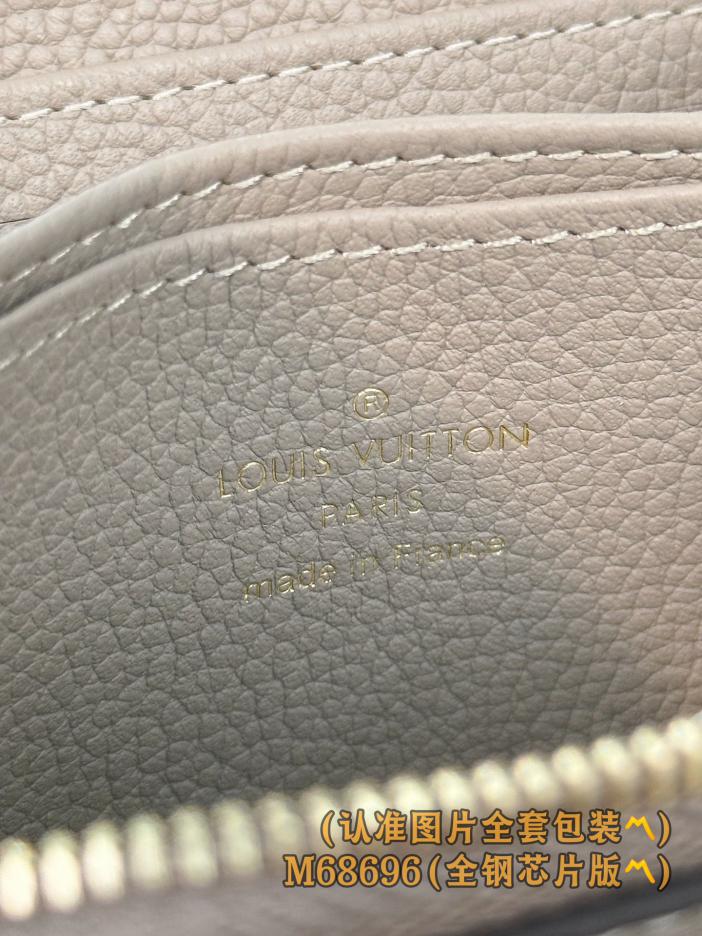 ®
LOUIS VUITTON
PARIS
made in France
(认准图片全套包装〽)
M68696(全钢芯片版〽)